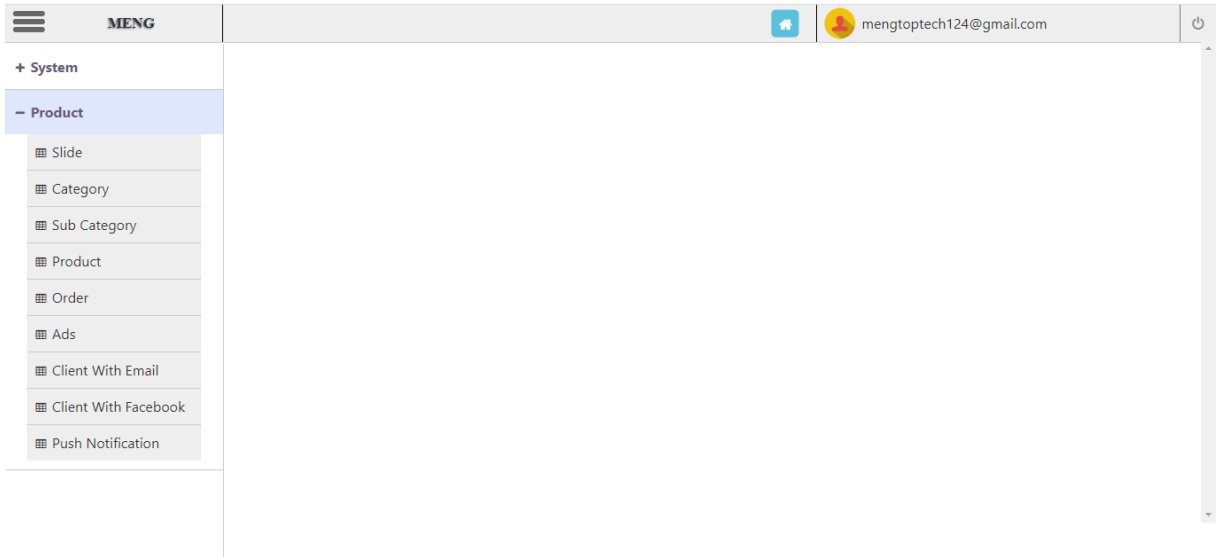 MENG
mengtoptech124@gmail.com
+ System
− Product
Slide
Category
Sub Category
Product
Order
Ads
Client With Email
Client With Facebook
Push Notification